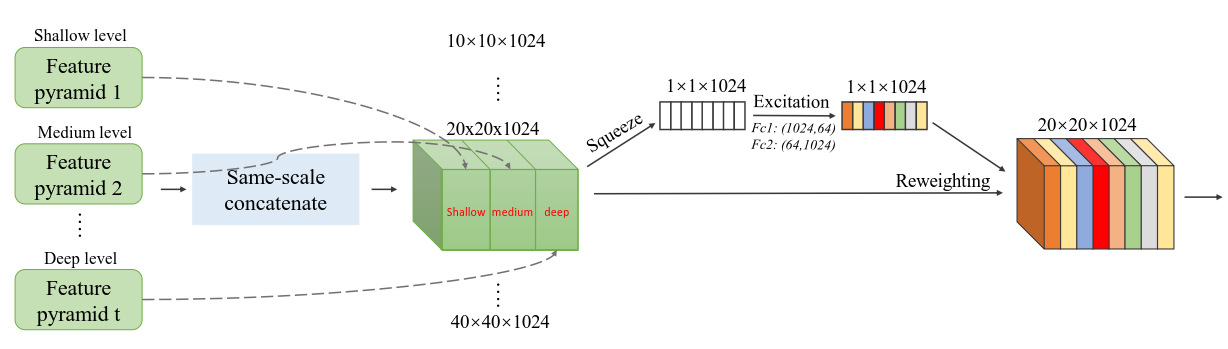 Shallow level
Feature
pyramid 1
Medium level
Feature
pyramid 2
⋮
Deep level
Feature
pyramid t
Same-scale
concatenate
10×10×1024
⋮
20x20x1024
Shallow
medium
deep
⋮
40×40×1024
Squeeze
1×1×1024
Excitation
Fc1: (1024,64)
Fc2: (64,1024)
1×1×1024
Reweighting
20×20×1024